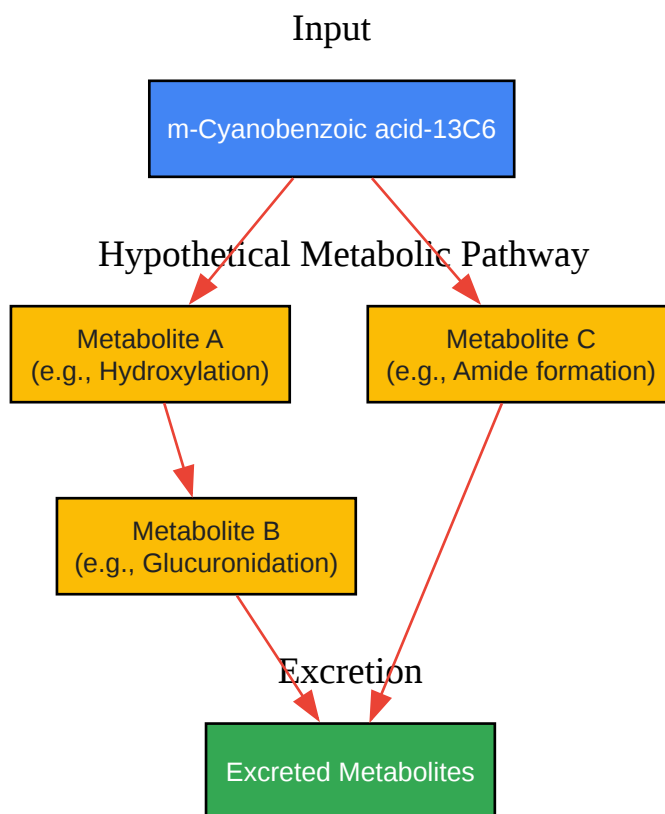 Input
m-Cyanobenzoic acid-13C6
Hypothetical Metabolic Pathway
Metabolite A
(e.g., Hydroxylation)
Metabolite C
(e.g., Amide formation)
Metabolite B
(e.g., Glucuronidation)
Excretion
Excreted Metabolites